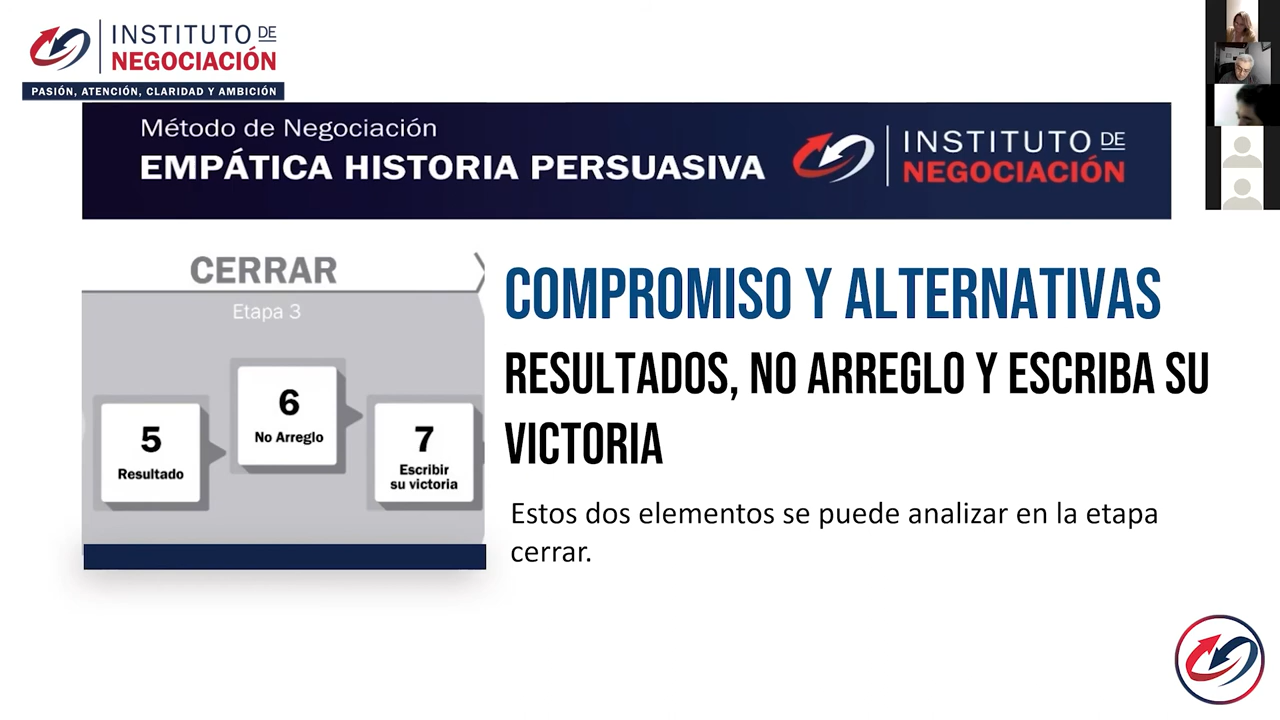 INSTITUTO DE
NEGOCIACIÓN
PASIÓN, ATENCIÓN, CLARIDAD Y AMBICIÓN
Método de Negociación
EMPÁTICA HISTORIA PERSUASIVA
INSTITUTO DE
NEGOCIACIÓN
CERRAR
Etapa 3
5
Resultado
6
No Arreglo
7
Escribir
su victoria
COMPROMISO Y ALTERNATIVAS
RESULTADOS, NO ARREGLO Y ESCRIBA SU
VICTORIA
Estos dos elementos se puede analizar en la etapa
cerrar.